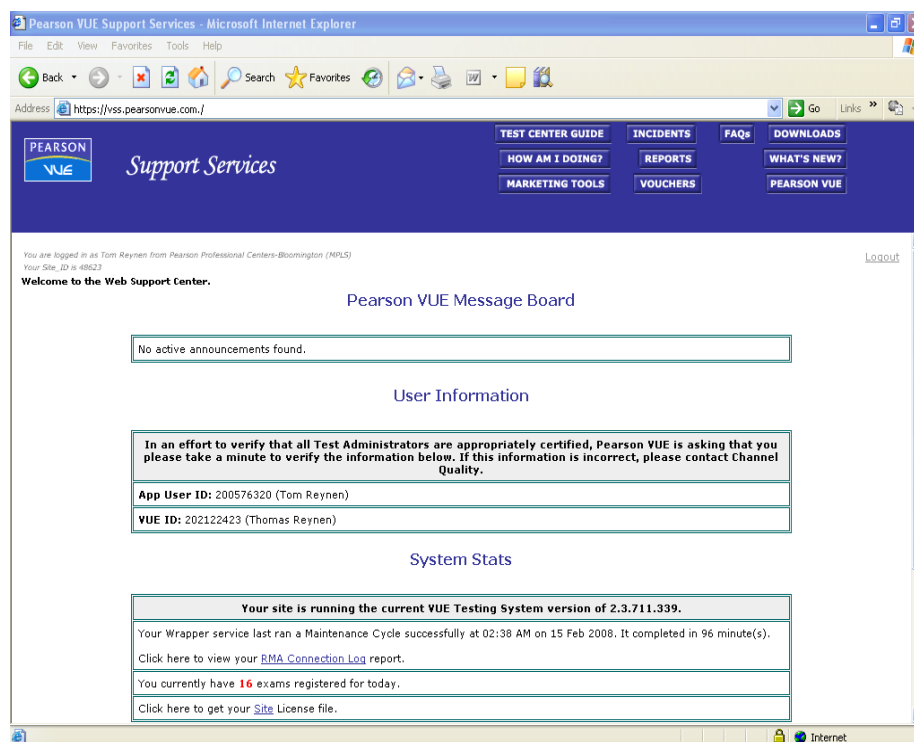 Pearson VUE Support Services - Microsoft Internet Explorer
File Edit View Favorites Tools Help
Back Search Favorites
Address https://vss.pearsonvue.com./ Go Links »
PEARSON
VUE
Support Services
TEST CENTER GUIDE INCIDENTS FAQs DOWNLOADS
HOW AM I DOING? REPORTS WHAT'S NEW?
MARKETING TOOLS VOUCHERS PEARSON VUE
You are logged in as Tom Reynen from Pearson Professional Centers-Bloomington (MPLS)
Your Site_ID is 48623
Logout
Welcome to the Web Support Center.
Pearson VUE Message Board
No active announcements found.
User Information
In an effort to verify that all Test Administrators are appropriately certified, Pearson VUE is asking that you
please take a minute to verify the information below. If this information is incorrect, please contact Channel
Quality.
App User ID: 200576320 (Tom Reynen)
VUE ID: 202122423 (Thomas Reynen)
System Stats
Your site is running the current VUE Testing System version of 2.3.711.339.
Your Wrapper service last ran a Maintenance Cycle successfully at 02:38 AM on 15 Feb 2008. It completed in 96 minute(s).
Click here to view your RMA Connection Log report.
You currently have 16 exams registered for today.
Click here to get your Site License file.
Internet